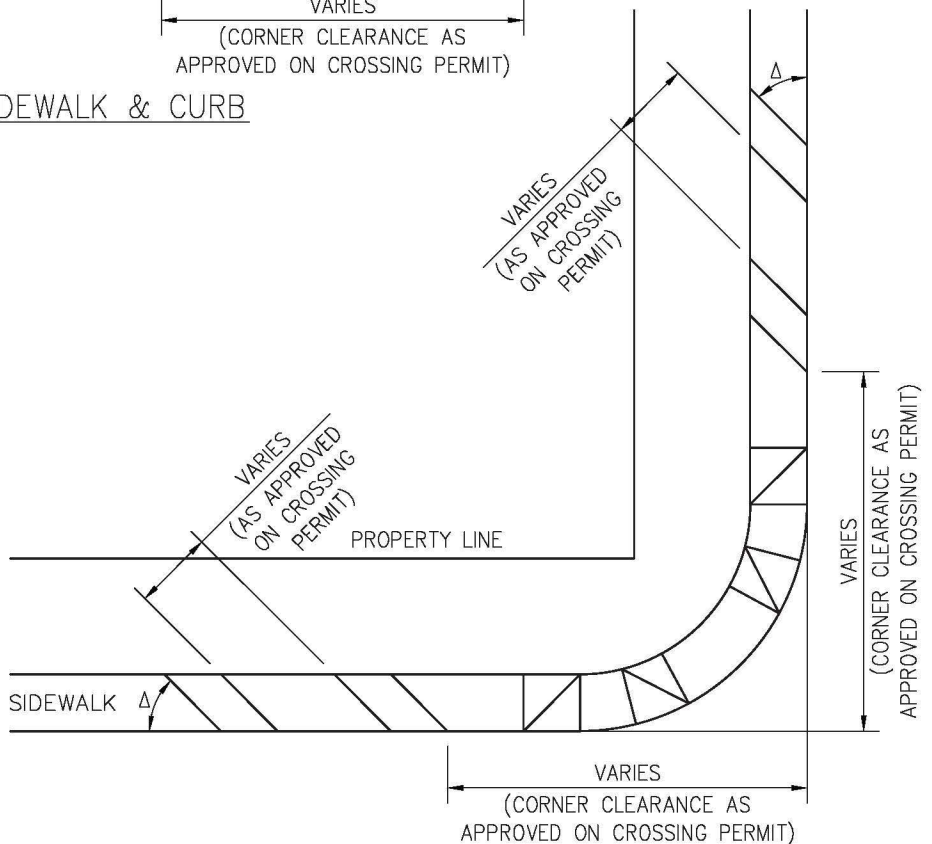 VARIES
(CORNER CLEARANCE AS
APPROVED ON CROSSING PERMIT)
DEWALK & CURB
Δ
VARIES
(AS APPROVED
ON CROSSING
PERMIT)
VARIES
(AS APPROVED
ON CROSSING
PERMIT)
PROPERTY LINE
VARIES
(CORNER CLEARANCE AS
APPROVED ON CROSSING PERMIT)
SIDEWALK Δ
VARIES
(CORNER CLEARANCE AS
APPROVED ON CROSSING PERMIT)